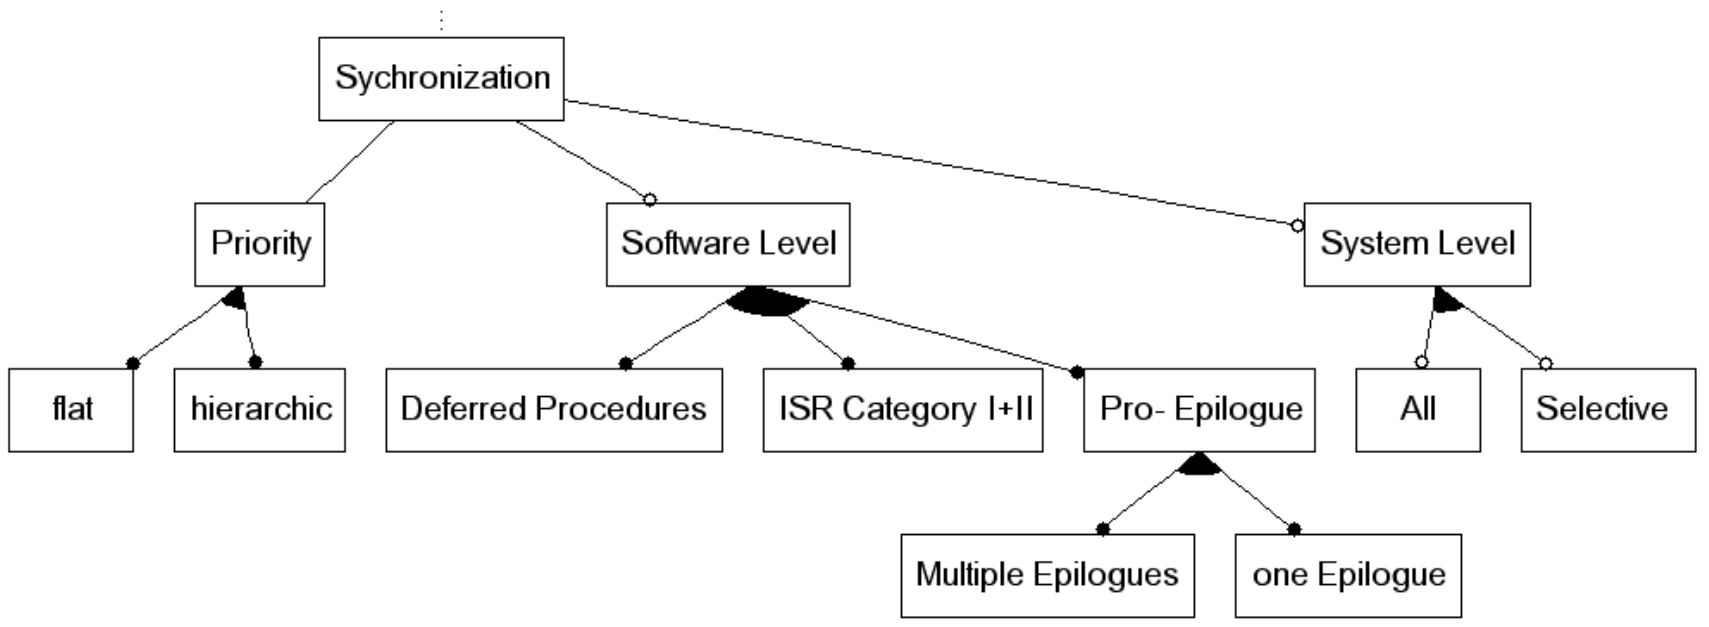 Sychronization
Priority
Software Level
System Level
flat
hierarchic
Deferred Procedures
ISR Category I+II
Pro- Epilogue
All
Selective
Multiple Epilogues
one Epilogue